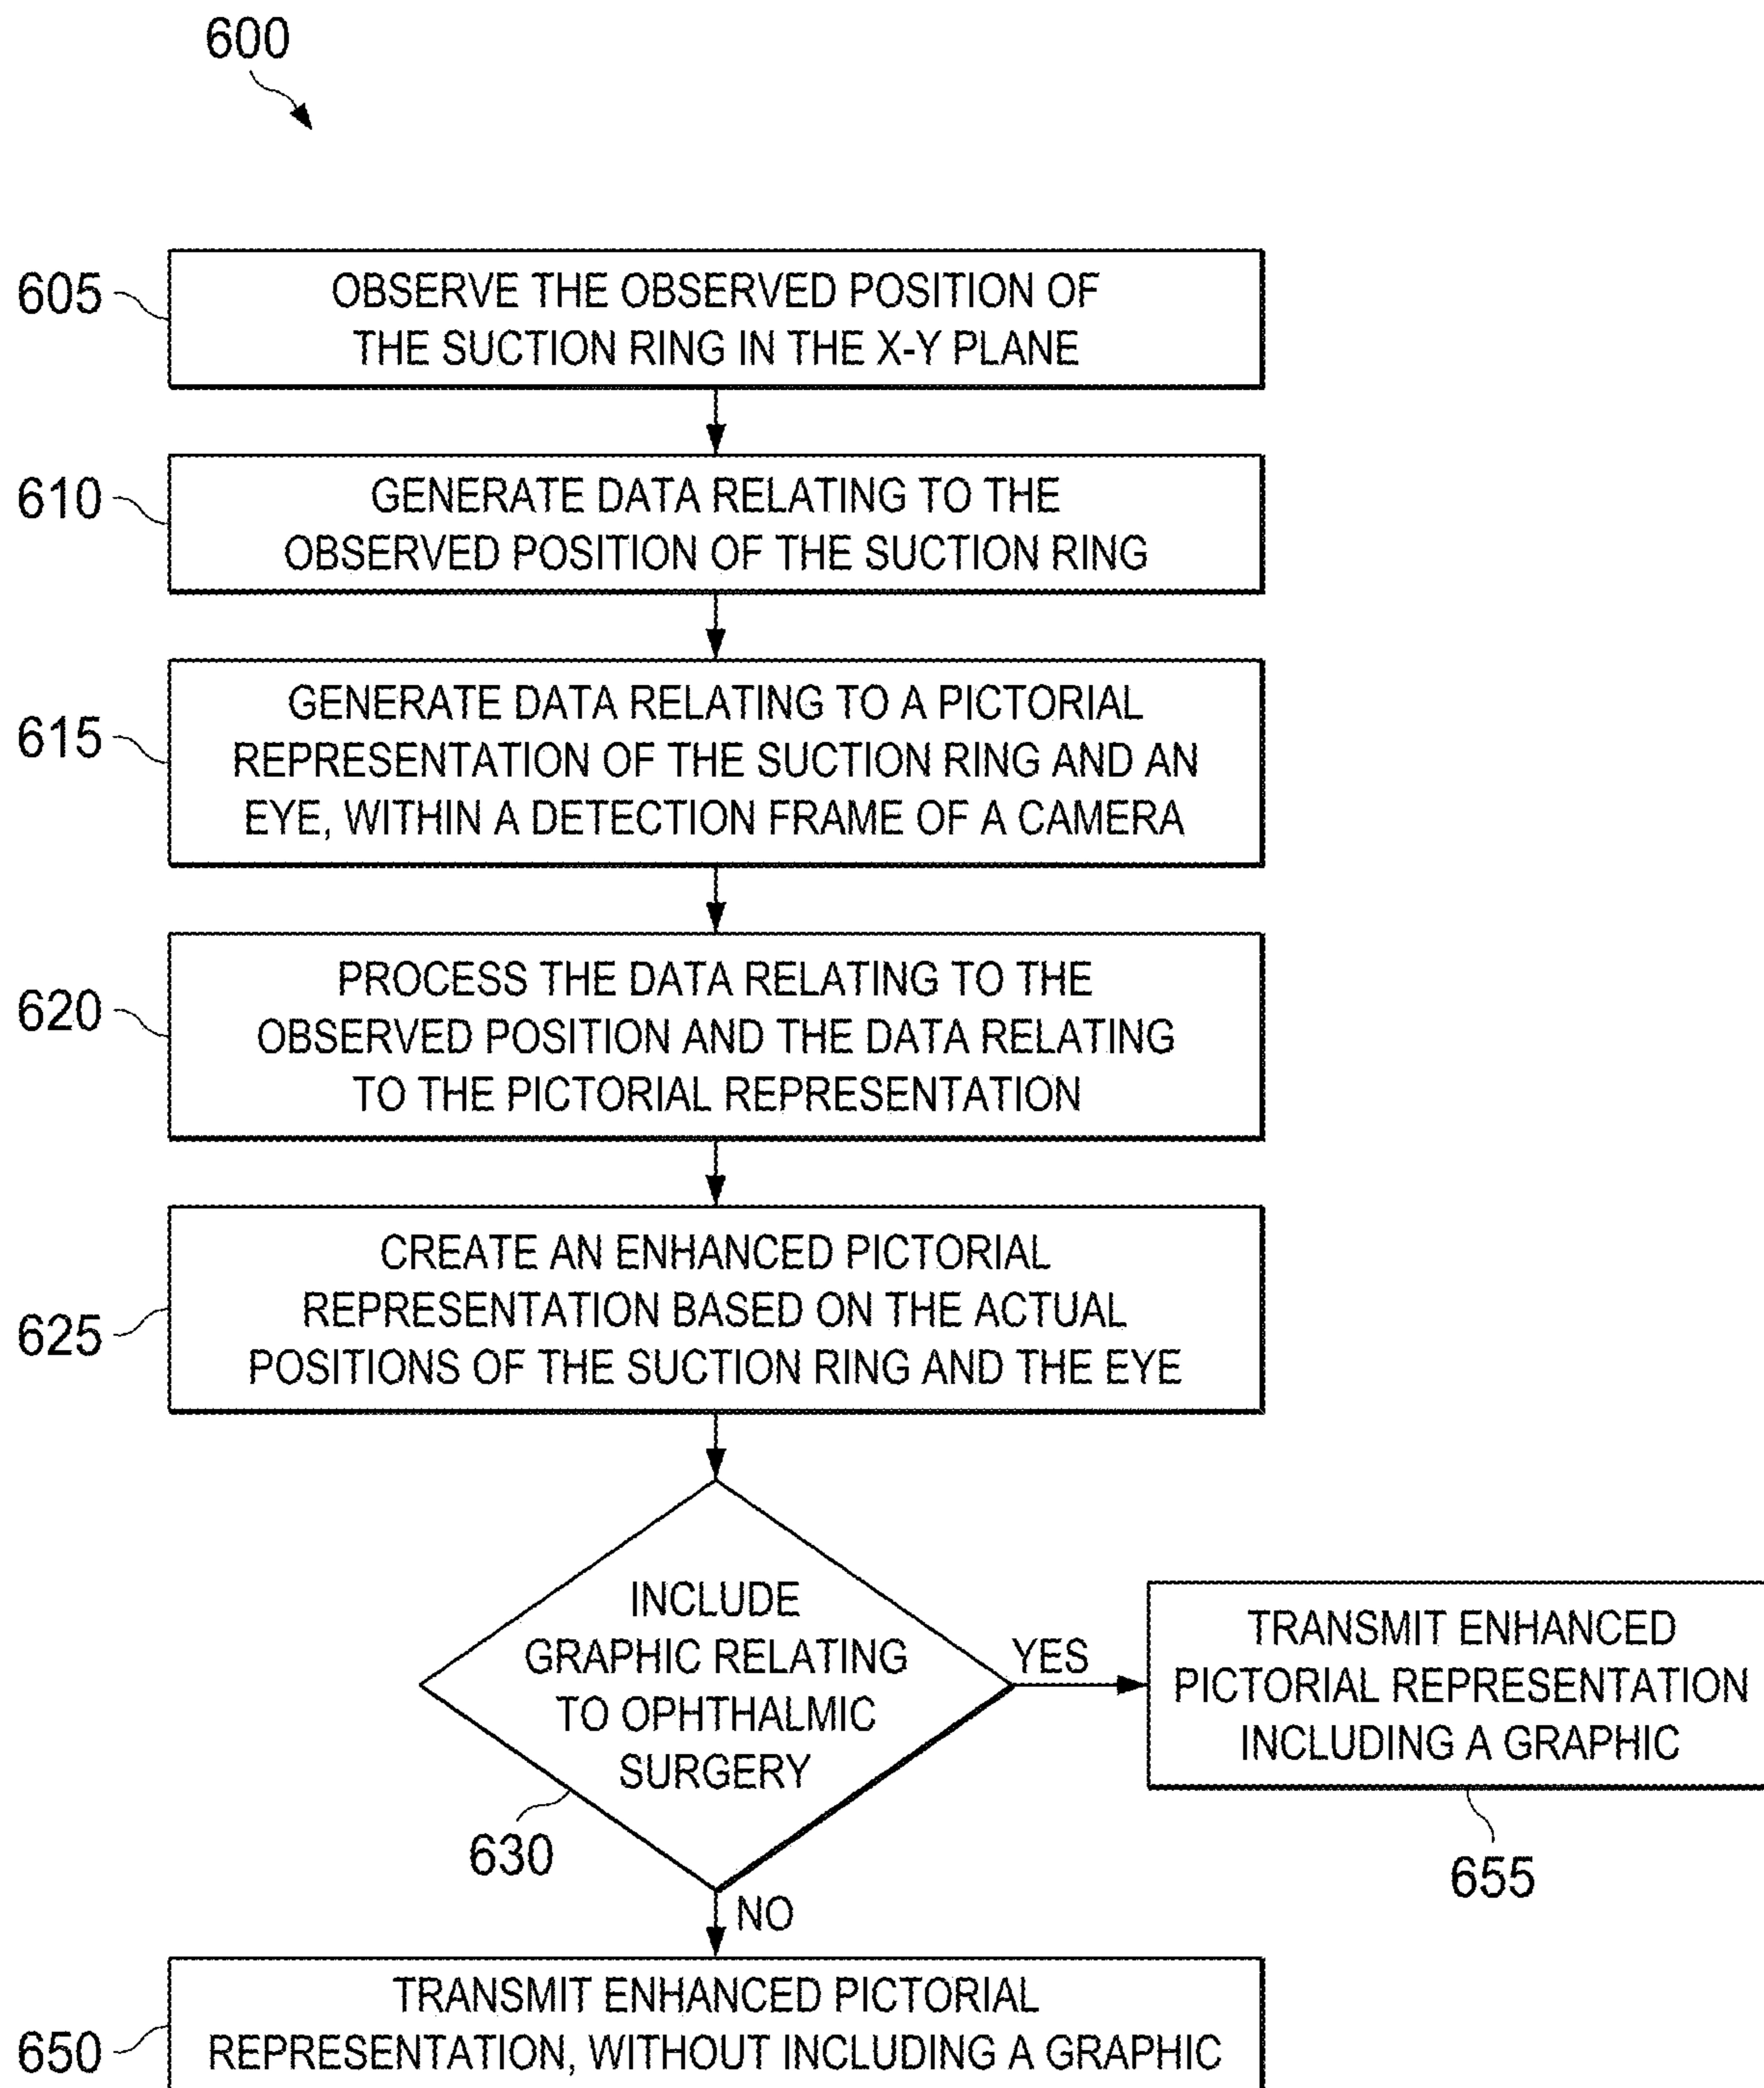 600
605
OBSERVE THE OBSERVED POSITION OF
THE SUCTION RING IN THE X-Y PLANE
610
GENERATE DATA RELATING TO THE
OBSERVED POSITION OF THE SUCTION RING
615
GENERATE DATA RELATING TO A PICTORIAL
REPRESENTATION OF THE SUCTION RING AND AN
EYE, WITHIN A DETECTION FRAME OF A CAMERA
620
PROCESS THE DATA RELATING TO THE
OBSERVED POSITION AND THE DATA RELATING
TO THE PICTORIAL REPRESENTATION
625
CREATE AN ENHANCED PICTORIAL
REPRESENTATION BASED ON THE ACTUAL
POSITIONS OF THE SUCTION RING AND THE EYE
INCLUDE
GRAPHIC RELATING
TO OPHTHALMIC
SURGERY
630
YES
TRANSMIT ENHANCED
PICTORIAL REPRESENTATION
INCLUDING A GRAPHIC
655
NO
650
TRANSMIT ENHANCED PICTORIAL
REPRESENTATION, WITHOUT INCLUDING A GRAPHIC